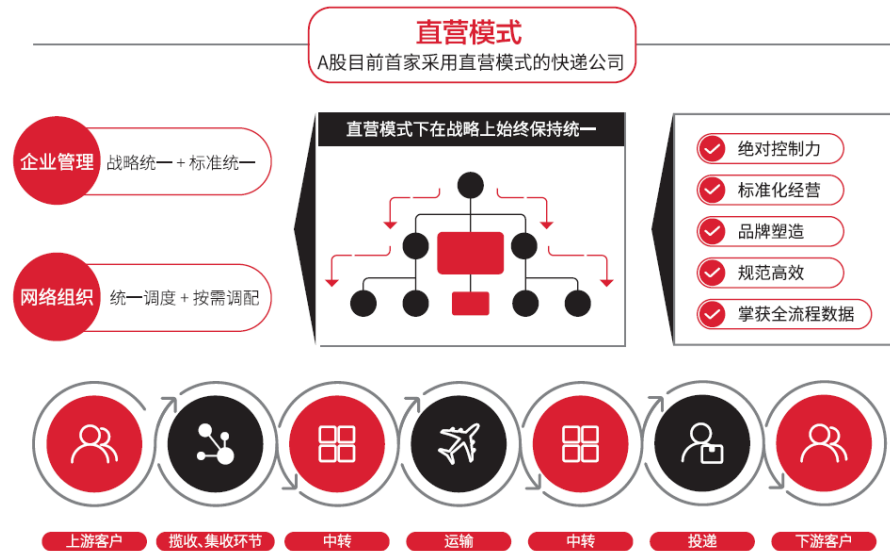 直营模式
A股目前首家采用直营模式的快递公司
企业管理
战略统一 + 标准统一
网络组织
统一调度 + 按需调配
直营模式下在战略上始终保持统一
绝对控制力
标准化经营
品牌塑造
规范高效
掌获全流程数据
上游客户
揽收、集收环节
中转
运输
中转
投递
下游客户